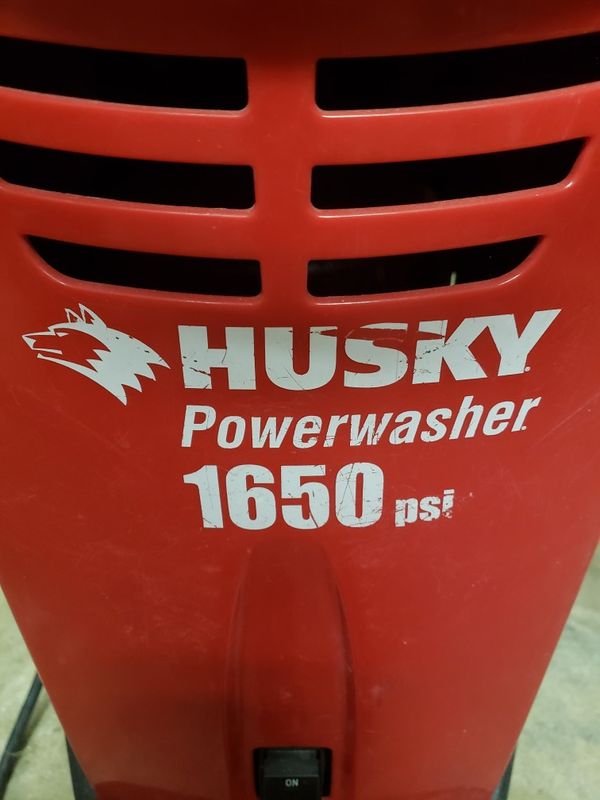 HUSKY
Powerwasher
1650 psi
ON